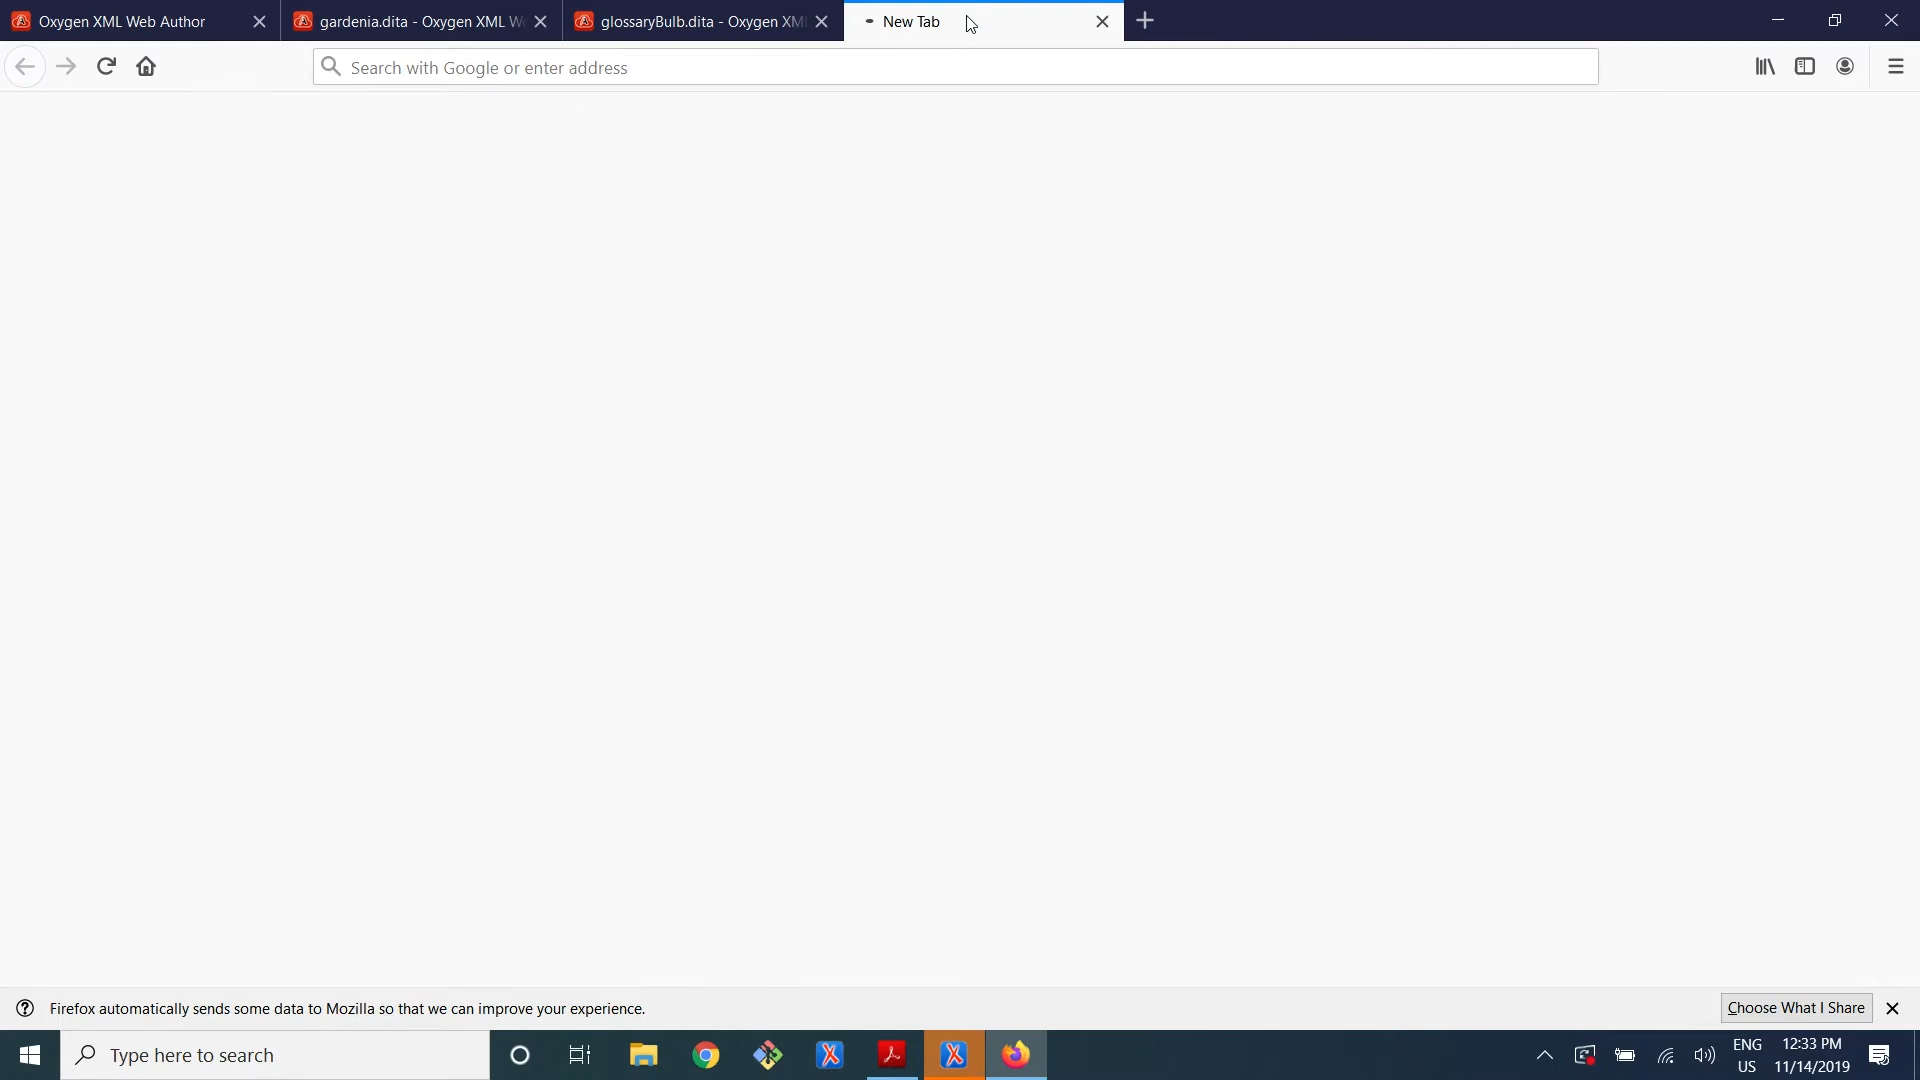 Oxygen XML Web Author
gardenia.dita - Oxygen XML We
glossaryBulb.dita - Oxygen XML
New Tab
Search with Google or enter address
Firefox automatically sends some data to Mozilla so that we can improve your experience.
Choose What I Share
Type here to search
ENG
US
12:33 PM
11/14/2019